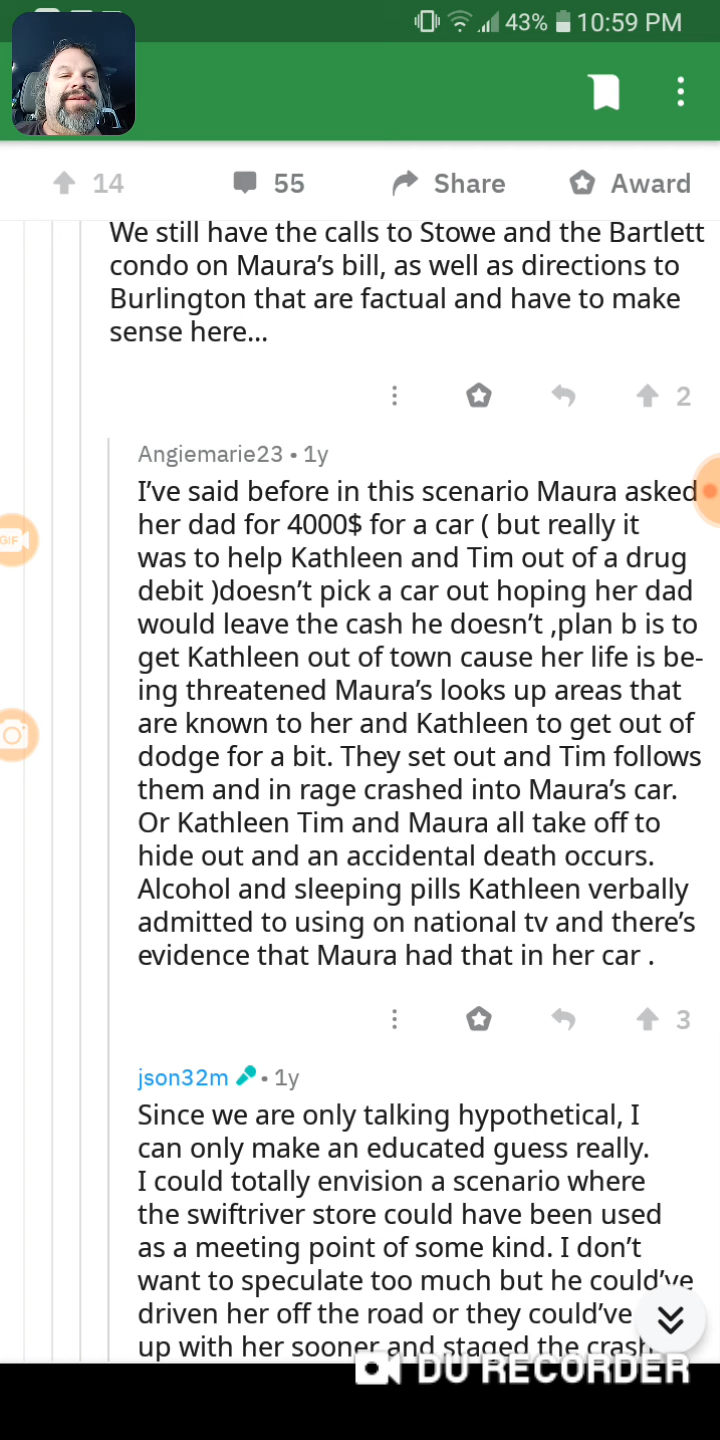 43% 10:59 PM
14 55 Share Award
We still have the calls to Stowe and the Bartlett
condo on Maura’s bill, as well as directions to
Burlington that are factual and have to make
sense here...
2
Angiemarie23 • 1y
I’ve said before in this scenario Maura asked
her dad for 4000$ for a car ( but really it
was to help Kathleen and Tim out of a drug
debit )doesn’t pick a car out hoping her dad
would leave the cash he doesn’t ,plan b is to
get Kathleen out of town cause her life is be-
ing threatened Maura’s looks up areas that
are known to her and Kathleen to get out of
dodge for a bit. They set out and Tim follows
them and in rage crashed into Maura’s car.
Or Kathleen Tim and Maura all take off to
hide out and an accidental death occurs.
Alcohol and sleeping pills Kathleen verbally
admitted to using on national tv and there’s
evidence that Maura had that in her car .
3
json32m • 1y
Since we are only talking hypothetical, I
can only make an educated guess really.
I could totally envision a scenario where
the swiftriver store could have been used
as a meeting point of some kind. I don’t
want to speculate too much but he could’ve
driven her off the road or they could’ve
up with her sooner and staged the crash
DU RECORDER
GIF